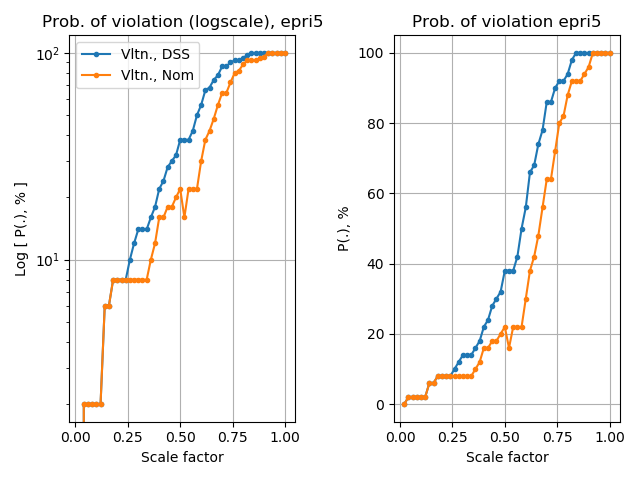 Prob. of violation (logscale), epri5
Log [ P(.), % ]
10²
10¹
Vltn., DSS
Vltn., Nom
0.00 0.25 0.50 0.75 1.00
Scale factor
Prob. of violation epri5
P(.), %
100
80
60
40
20
0
0.00 0.25 0.50 0.75 1.00
Scale factor